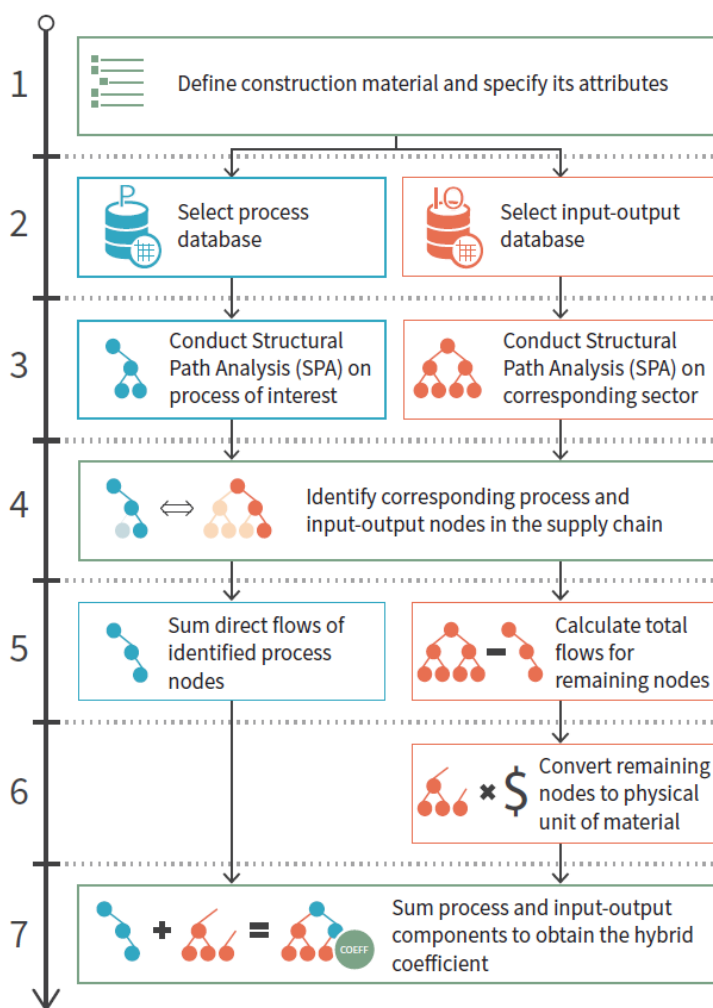 1
Define construction material and specify its attributes
2
P
Select process
database
I-O
Select input-output
database
3
Conduct Structural
Path Analysis (SPA) on
process of interest
Conduct Structural
Path Analysis (SPA) on
corresponding sector
4
Identify corresponding process and
input-output nodes in the supply chain
5
Sum direct flows of
identified process
nodes
Calculate total
flows for
remaining nodes
6
$
Convert remaining
nodes to physical
unit of material
7
COEFF
Sum process and input-output
components to obtain the hybrid
coefficient